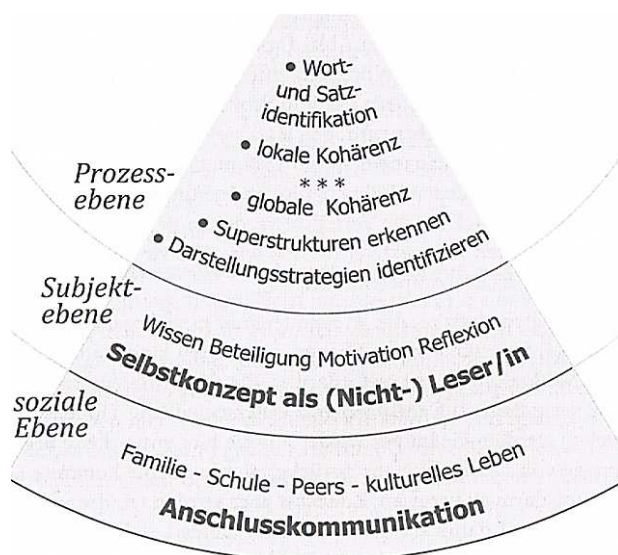 • Wort-
und Satz-
identifikation
• lokale Kohärenz
* * *
• globale Kohärenz
• Superstrukturen erkennen
• Darstellungsstrategien identifizieren
Prozess-
ebene
Subjekt-
ebene
Wissen Beteiligung Motivation Reflexion
Selbstkonzept als (Nicht-) Leser/in
soziale
Ebene
Familie - Schule - Peers - kulturelles Leben
Anschlusskommunikation